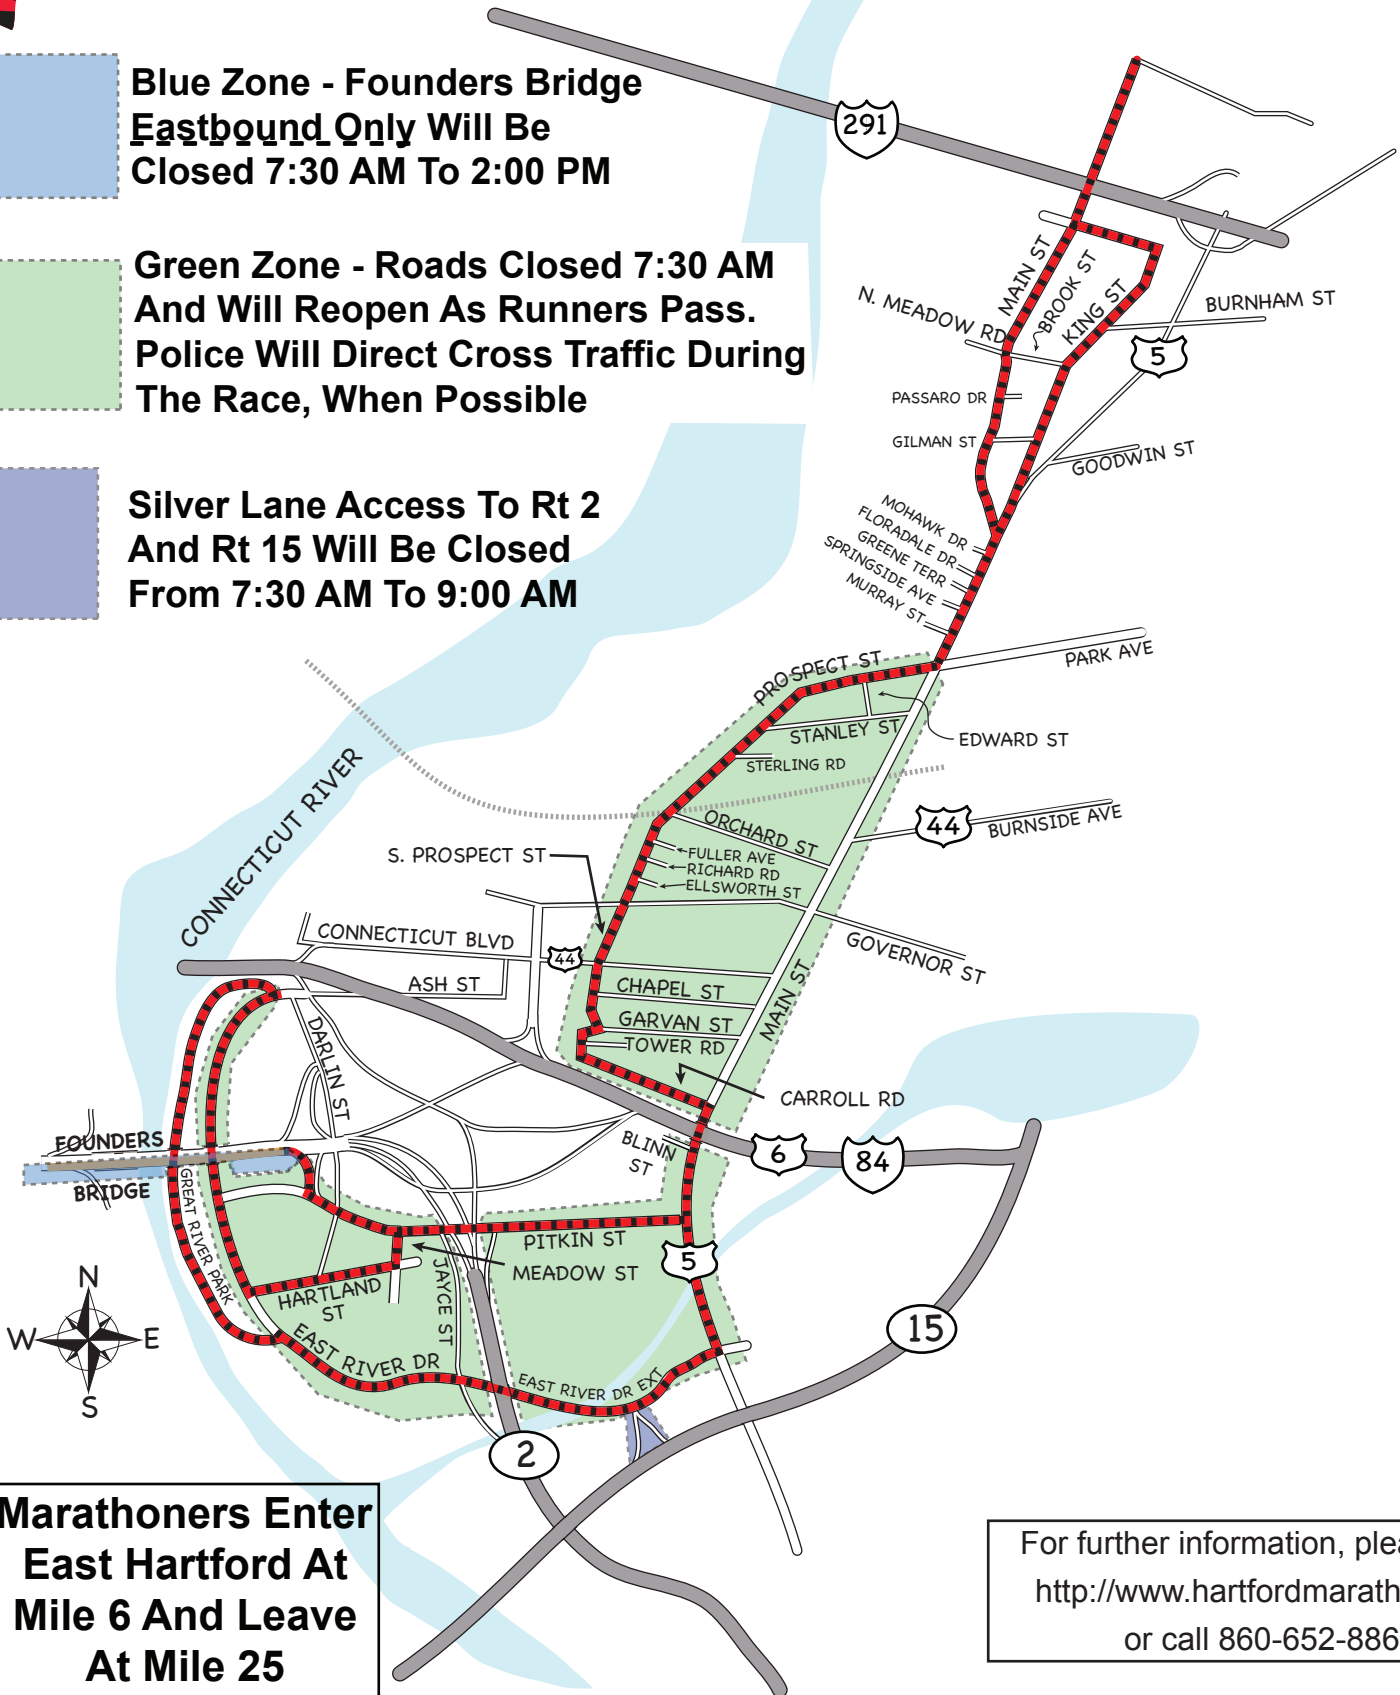 Blue Zone - Founders Bridge
Eastbound Only Will Be
Closed 7:30 AM To 2:00 PM
Green Zone - Roads Closed 7:30 AM
And Will Reopen As Runners Pass.
Police Will Direct Cross Traffic During
The Race, When Possible
Silver Lane Access To Rt 2
And Rt 15 Will Be Closed
From 7:30 AM To 9:00 AM
291
MAIN ST
BROOK ST
KING ST
N. MEADOW RD
BURNHAM ST
5
PASSARO DR
GILMAN ST
GOODWIN ST
MOHAWK DR
FLORADALE DR
GREENE TERR
SPRINGSIDE AVE
MURRAY ST
PARK AVE
PROSPECT ST
STANLEY ST
EDWARD ST
STERLING RD
CONNECTICUT RIVER
ORCHARD ST
44
BURNSIDE AVE
S. PROSPECT ST
FULLER AVE
RICHARD RD
ELLSWORTH ST
CONNECTICUT BLVD
44
GOVERNOR ST
ASH ST
CHAPEL ST
MAIN ST
GARVAN ST
TOWER RD
DARLIN ST
CARROLL RD
FOUNDERS
BRIDGE
BLINN
ST
6
84
GREAT RIVER PARK
PITKIN ST
5
MEADOW ST
JAYCE ST
HARTLAND
ST
EAST RIVER DR
EAST RIVER DR EXT
15
2
N
W
E
S
Marathoners Enter
East Hartford At
Mile 6 And Leave
At Mile 25
For further information, plea
http://www.hartfordmarath
or call 860-652-886